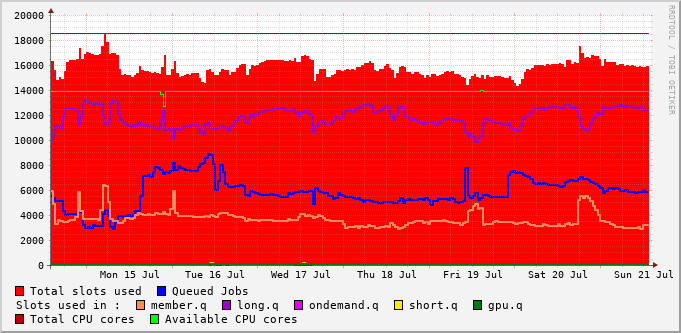 20000
18000
16000
14000
12000
10000
8000
6000
4000
2000
0
Mon 15 Jul Tue 16 Jul Wed 17 Jul Thu 18 Jul Fri 19 Jul Sat 20 Jul Sun 21 Jul
RRDTOOL / TOBI OETIKER
Total slots used Queued Jobs
Slots used in : member.q long.q ondemand.q short.q gpu.q
Total CPU cores Available CPU cores